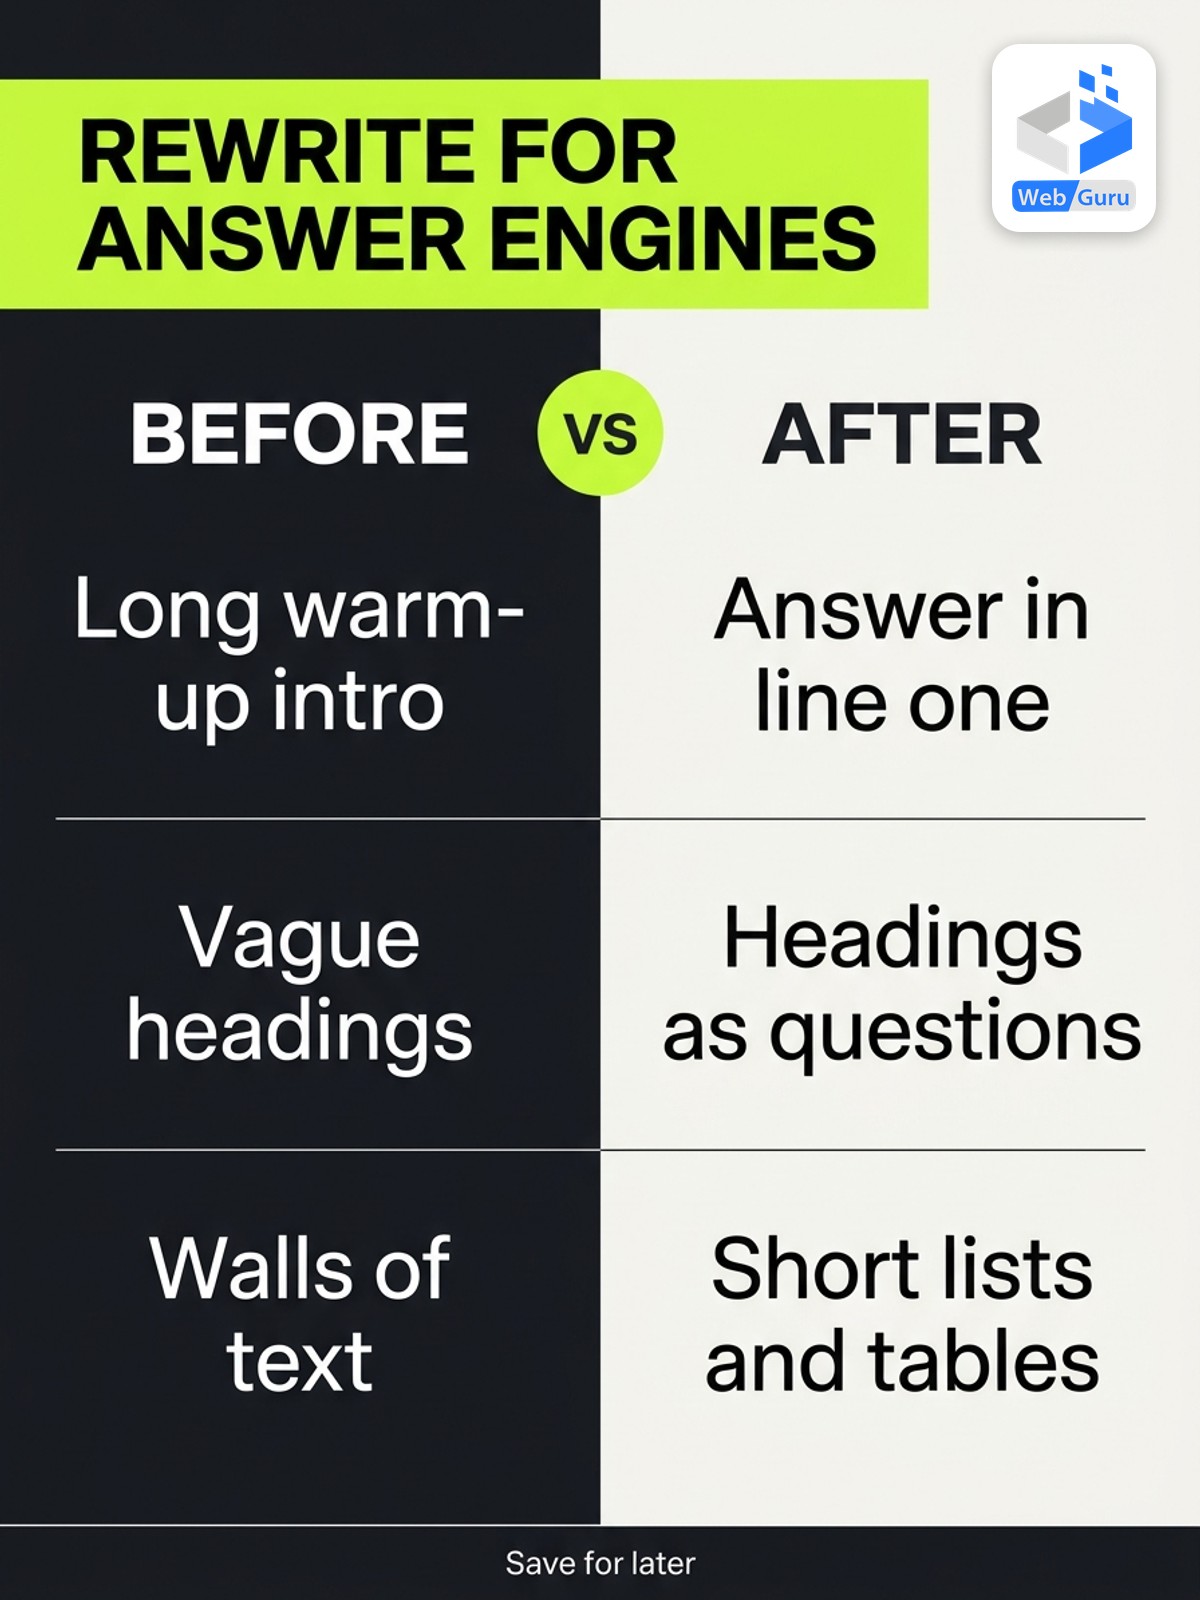 REWRITE FOR
ANSWER ENGINES
Web Guru
BEFORE
VS
AFTER
Long warm-
up intro
Answer in
line one
Vague
headings
Headings
as questions
Walls of
text
Short lists
and tables
Save for later